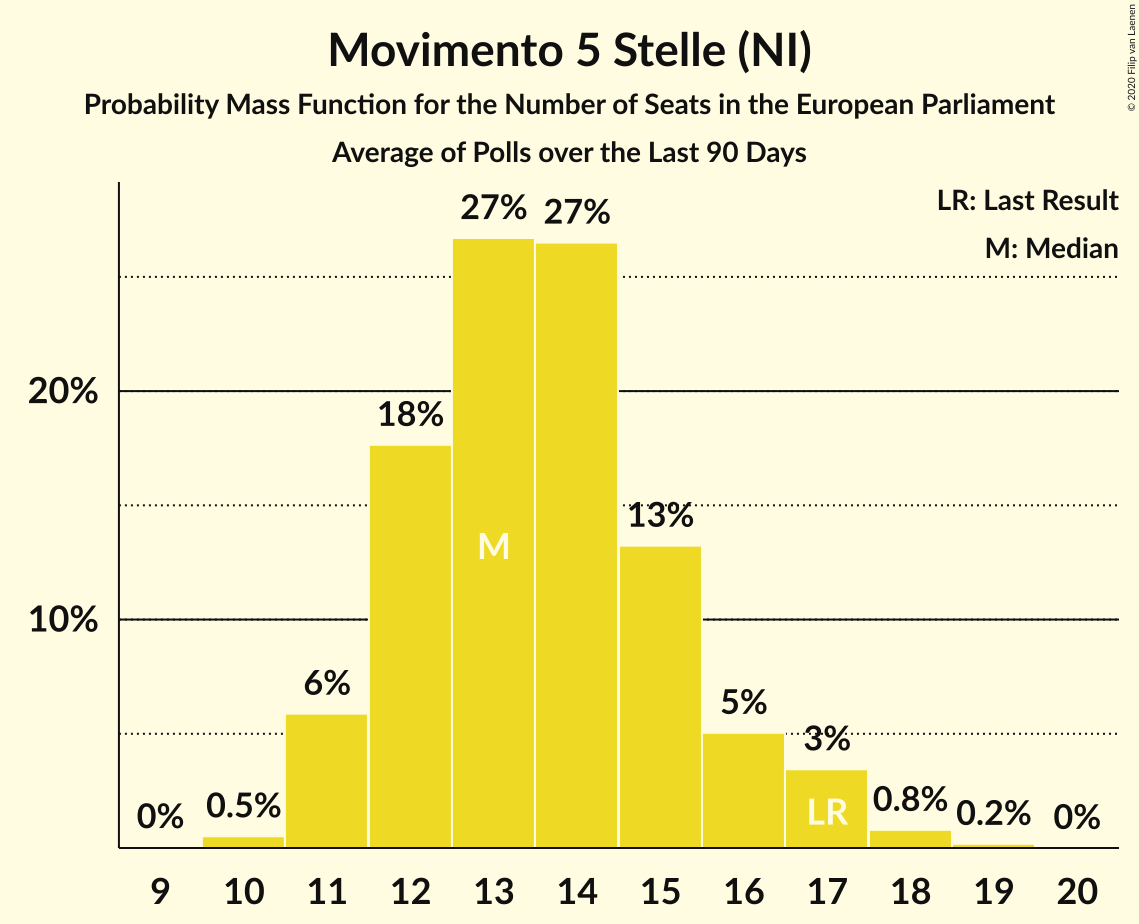 © 2020 Filip van Laenen
Movimento 5 Stelle (NI)
Probability Mass Function for the Number of Seats in the European Parliament
Average of Polls over the Last 90 Days
LR: Last Result
M: Median
20%
10%
0%
0.5%
6%
18%
27%
27%
13%
5%
3%
0.8%
0.2%
0%
M
LR
9 10 11 12 13 14 15 16 17 18 19 20